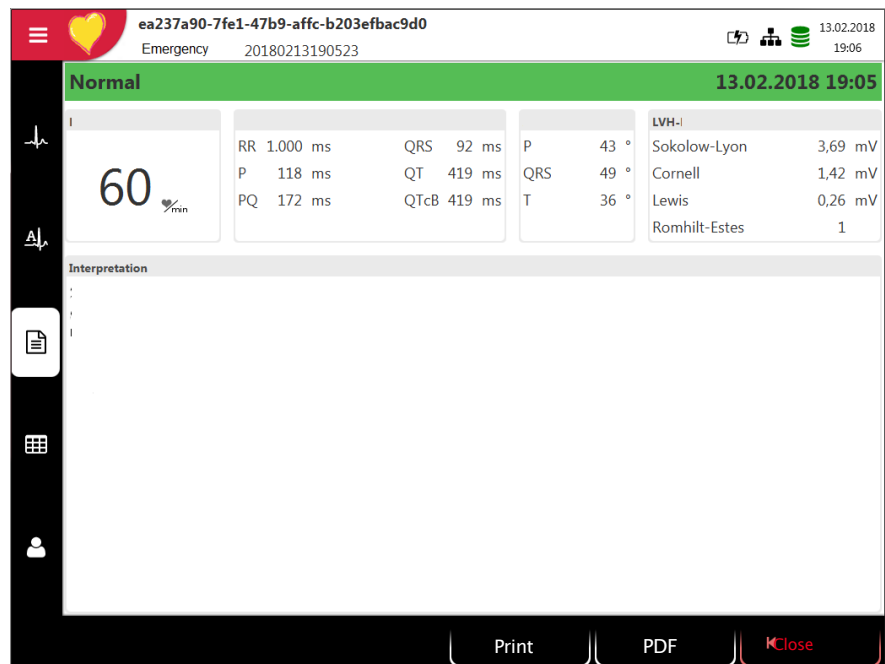 ea237a90-7fe1-47b9-affc-b203efbac9d0
Emergency 20180213190523
13.02.2018
19:06
Normal 13.02.2018 19:05
60 /min
RR 1.000 ms QRS 92 ms
P 118 ms QT 419 ms
PQ 172 ms QTcB 419 ms
P 43 °
QRS 49 °
T 36 °
LVH-
Sokolow-Lyon 3,69 mV
Cornell 1,42 mV
Lewis 0,26 mV
Romhilt-Estes 1
A
Interpretation
Print PDF Close